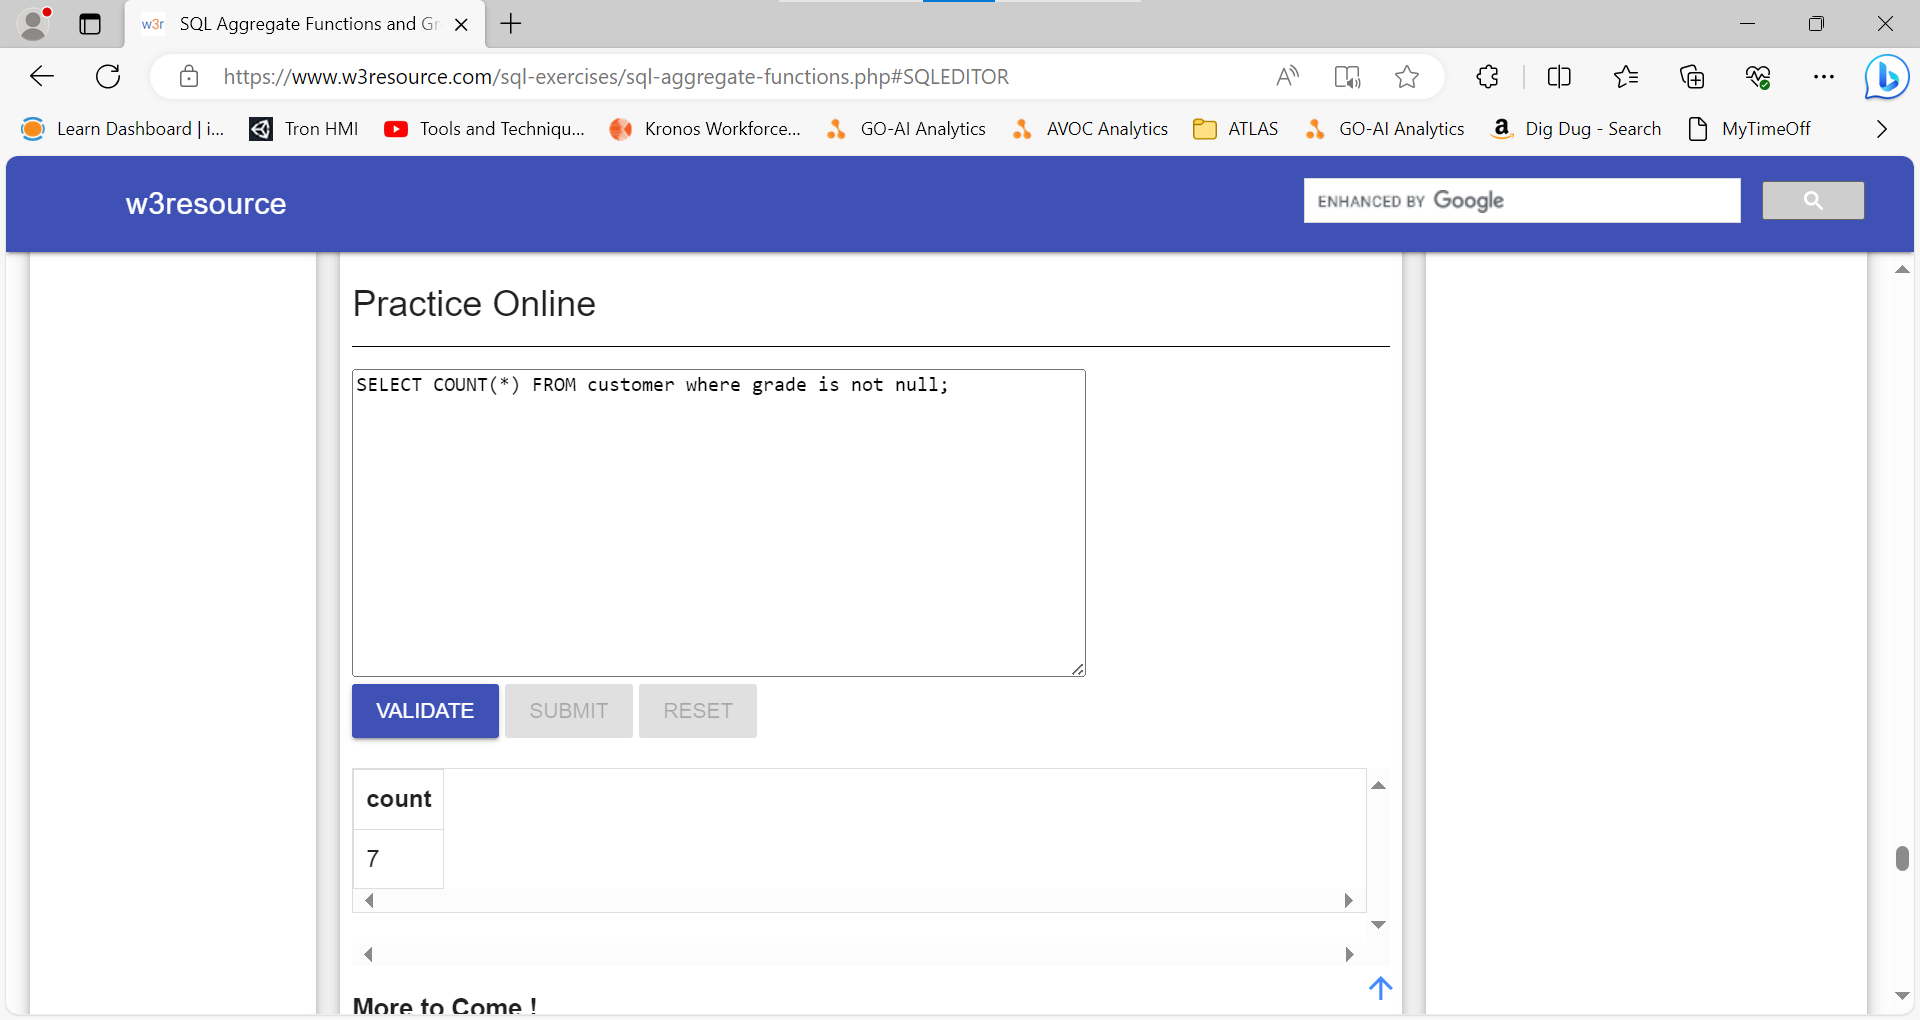 w3r SQL Aggregate Functions and Gr
https://www.w3resource.com/sql-exercises/sql-aggregate-functions.php#SQLEDITOR
Learn Dashboard | i... Tron HMI Tools and Techniqu... Kronos Workforce... GO-AI Analytics AVOC Analytics ATLAS GO-AI Analytics Dig Dug - Search MyTimeOff
w3resource ENHANCED BY Google
Practice Online
SELECT COUNT(*) FROM customer where grade is not null;
VALIDATE SUBMIT RESET
count
7
More to Come !